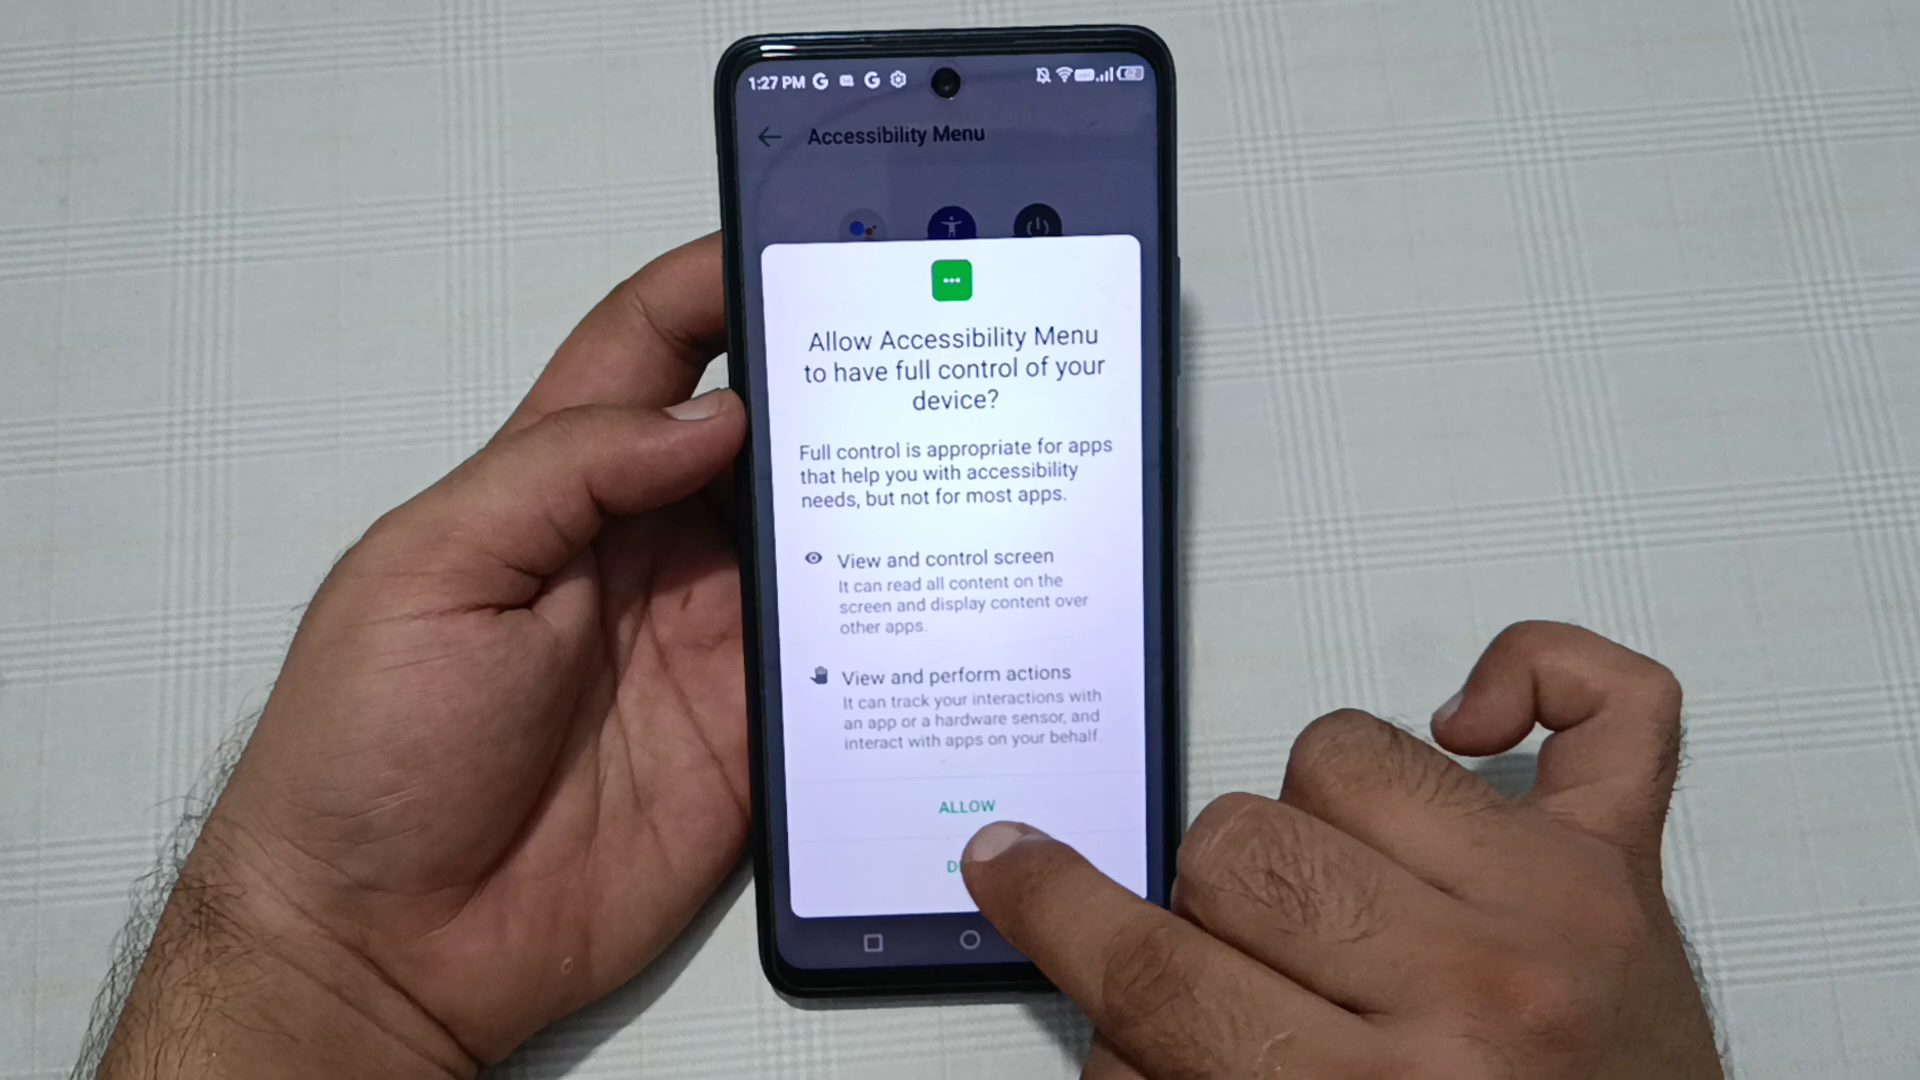 1:27 PM G G
Accessibility Menu
Allow Accessibility Menu
to have full control of your
device?
Full control is appropriate for apps
that help you with accessibility
needs, but not for most apps.
View and control screen
It can read all content on the
screen and display content over
other apps.
View and perform actions
It can track your interactions with
an app or a hardware sensor, and
interact with apps on your behalf.
ALLOW